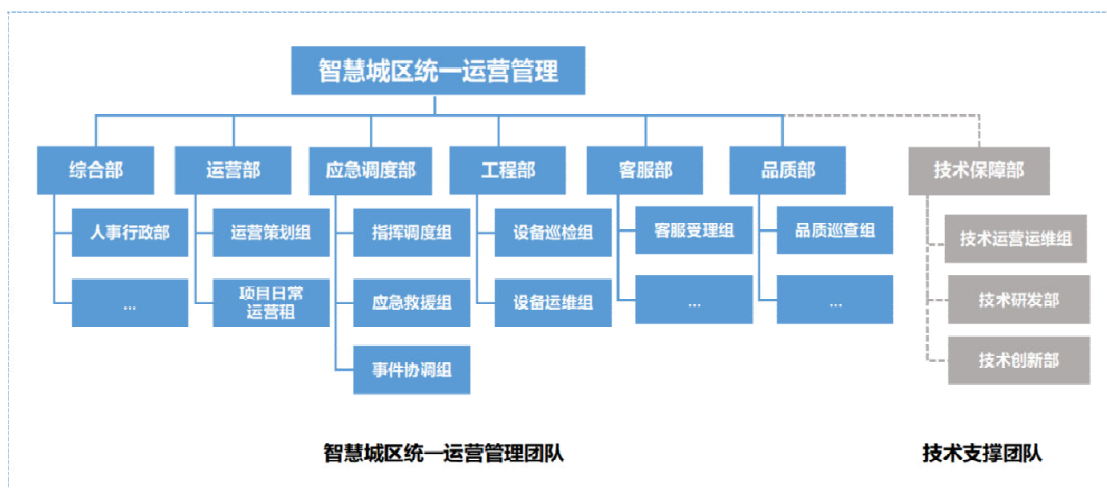 智慧城区统一运营管理
综合部
运营部
应急调度部
工程部
客服部
品质部
技术保障部
人事行政部
运营策划组
指挥调度组
设备巡检组
客服受理组
品质巡查组
技术运营运维组
...
项目日常
运营租
应急救援组
设备运维组
...
...
技术研发部
事件协调组
技术创新部
智慧城区统一运营管理团队
技术支撑团队